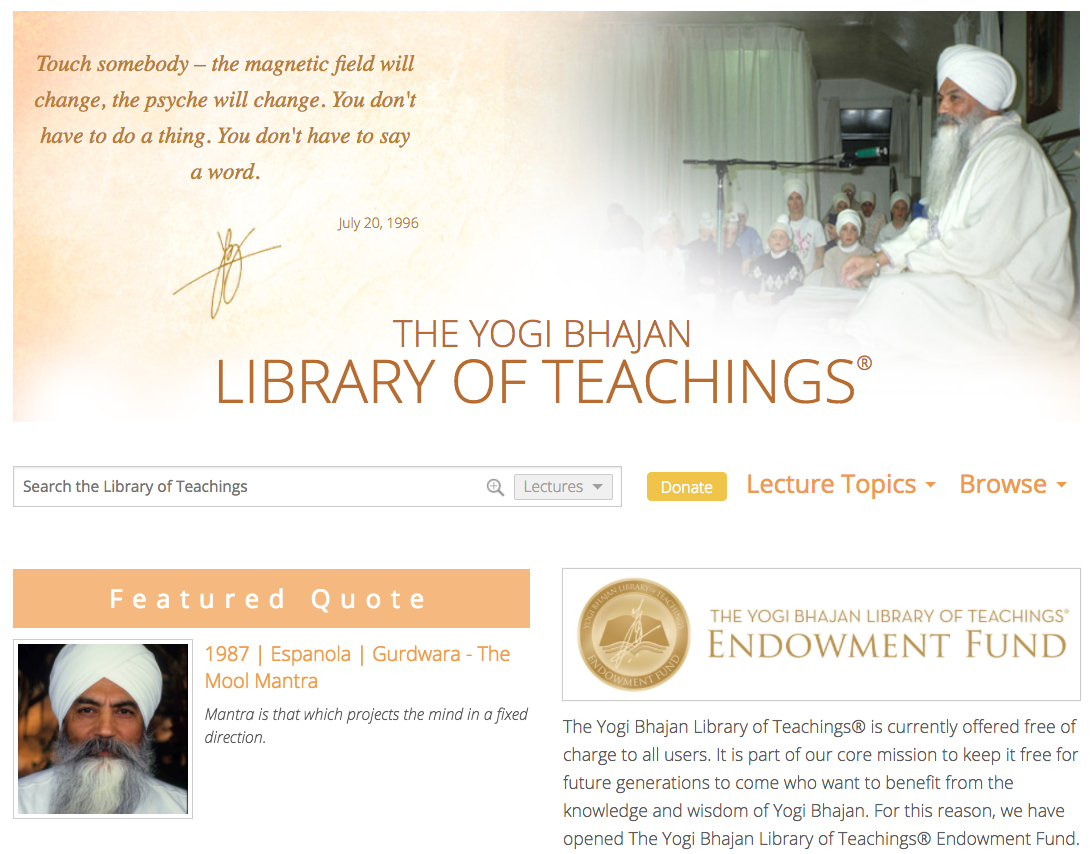 Touch somebody – the magnetic field will
change, the psyche will change. You don't
have to do a thing. You don't have to say
a word.
July 20, 1996
THE YOGI BHAJAN
LIBRARY OF TEACHINGS®
Search the Library of Teachings
Lectures
Donate
Lecture Topics
Browse
Featured Quote
1987 | Espanola | Gurdwara - The
Mool Mantra
Mantra is that which projects the mind in a fixed
direction.
YOGI BHAJAN LIBRARY OF TEACHINGS
ENDOWMENT FUND
THE YOGI BHAJAN LIBRARY OF TEACHINGS®
ENDOWMENT FUND
The Yogi Bhajan Library of Teachings® is currently offered free of
charge to all users. It is part of our core mission to keep it free for
future generations to come who want to benefit from the
knowledge and wisdom of Yogi Bhajan. For this reason, we have
opened The Yogi Bhajan Library of Teachings® Endowment Fund.